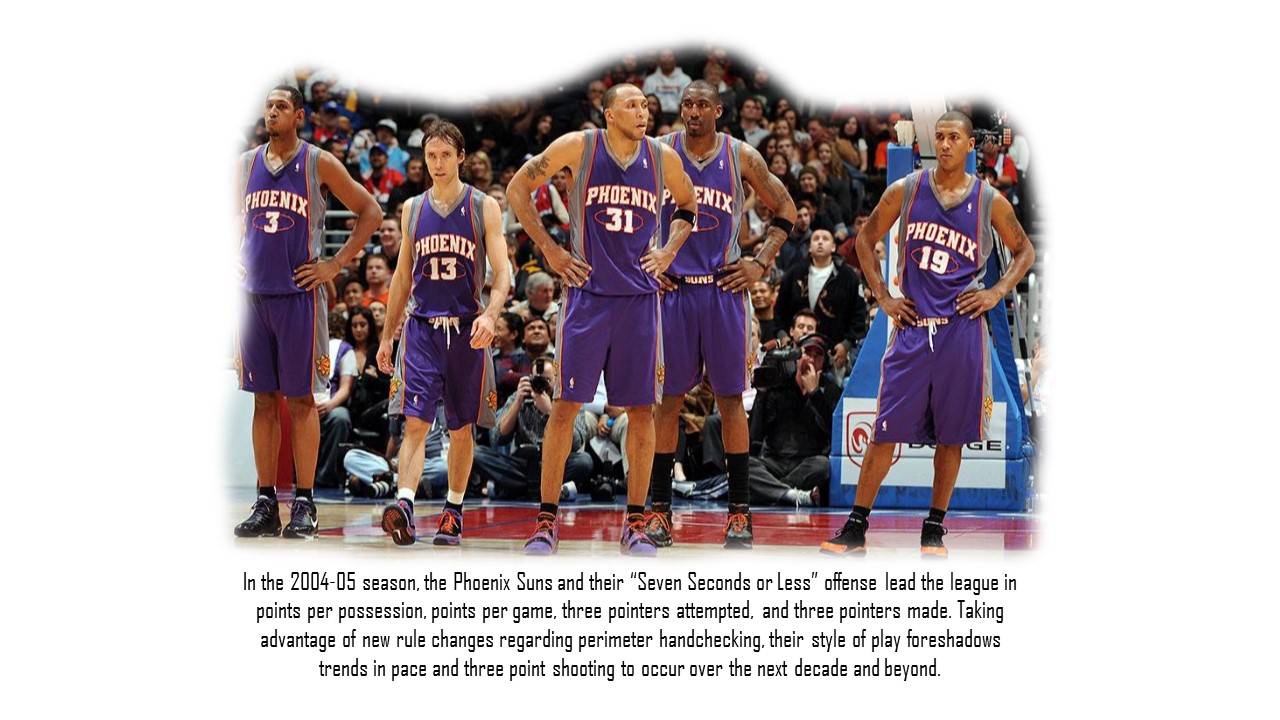 PHOENIX
3
PHOENIX
13
SUNS
PHOENIX
31
ENIX
SUNS
PHOENIX
19
SUNS
In the 2004-05 season, the Phoenix Suns and their “Seven Seconds or Less” offense lead the league in
points per possession, points per game, three pointers attempted, and three pointers made. Taking
advantage of new rule changes regarding perimeter handchecking, their style of play foreshadows
trends in pace and three point shooting to occur over the next decade and beyond.